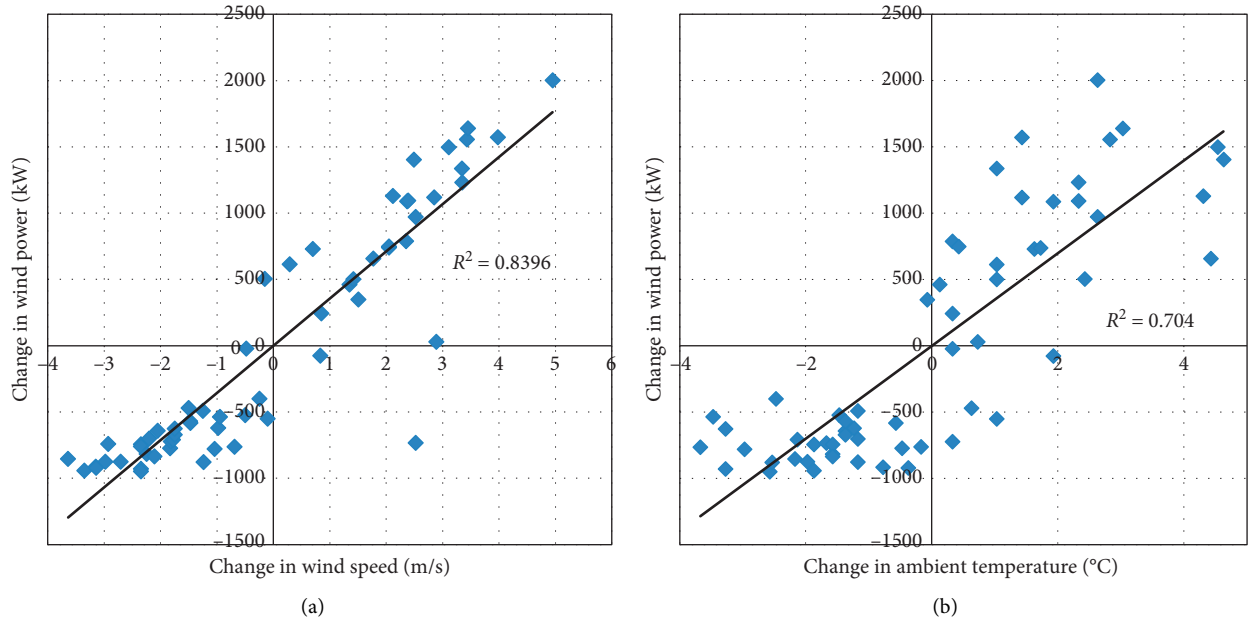 2500
2000
1500
1000
500
0
−500
−1000
−1500
−4 −3 −2 −1 0 1 2 3 4 5 6
Change in wind power (kW)
R² = 0.8396
Change in wind speed (m/s)
(a)
2500
2000
1500
1000
500
0
−500
−1000
−1500
−4 −2 0 2 4
Change in wind power (kW)
R² = 0.704
Change in ambient temperature (°C)
(b)